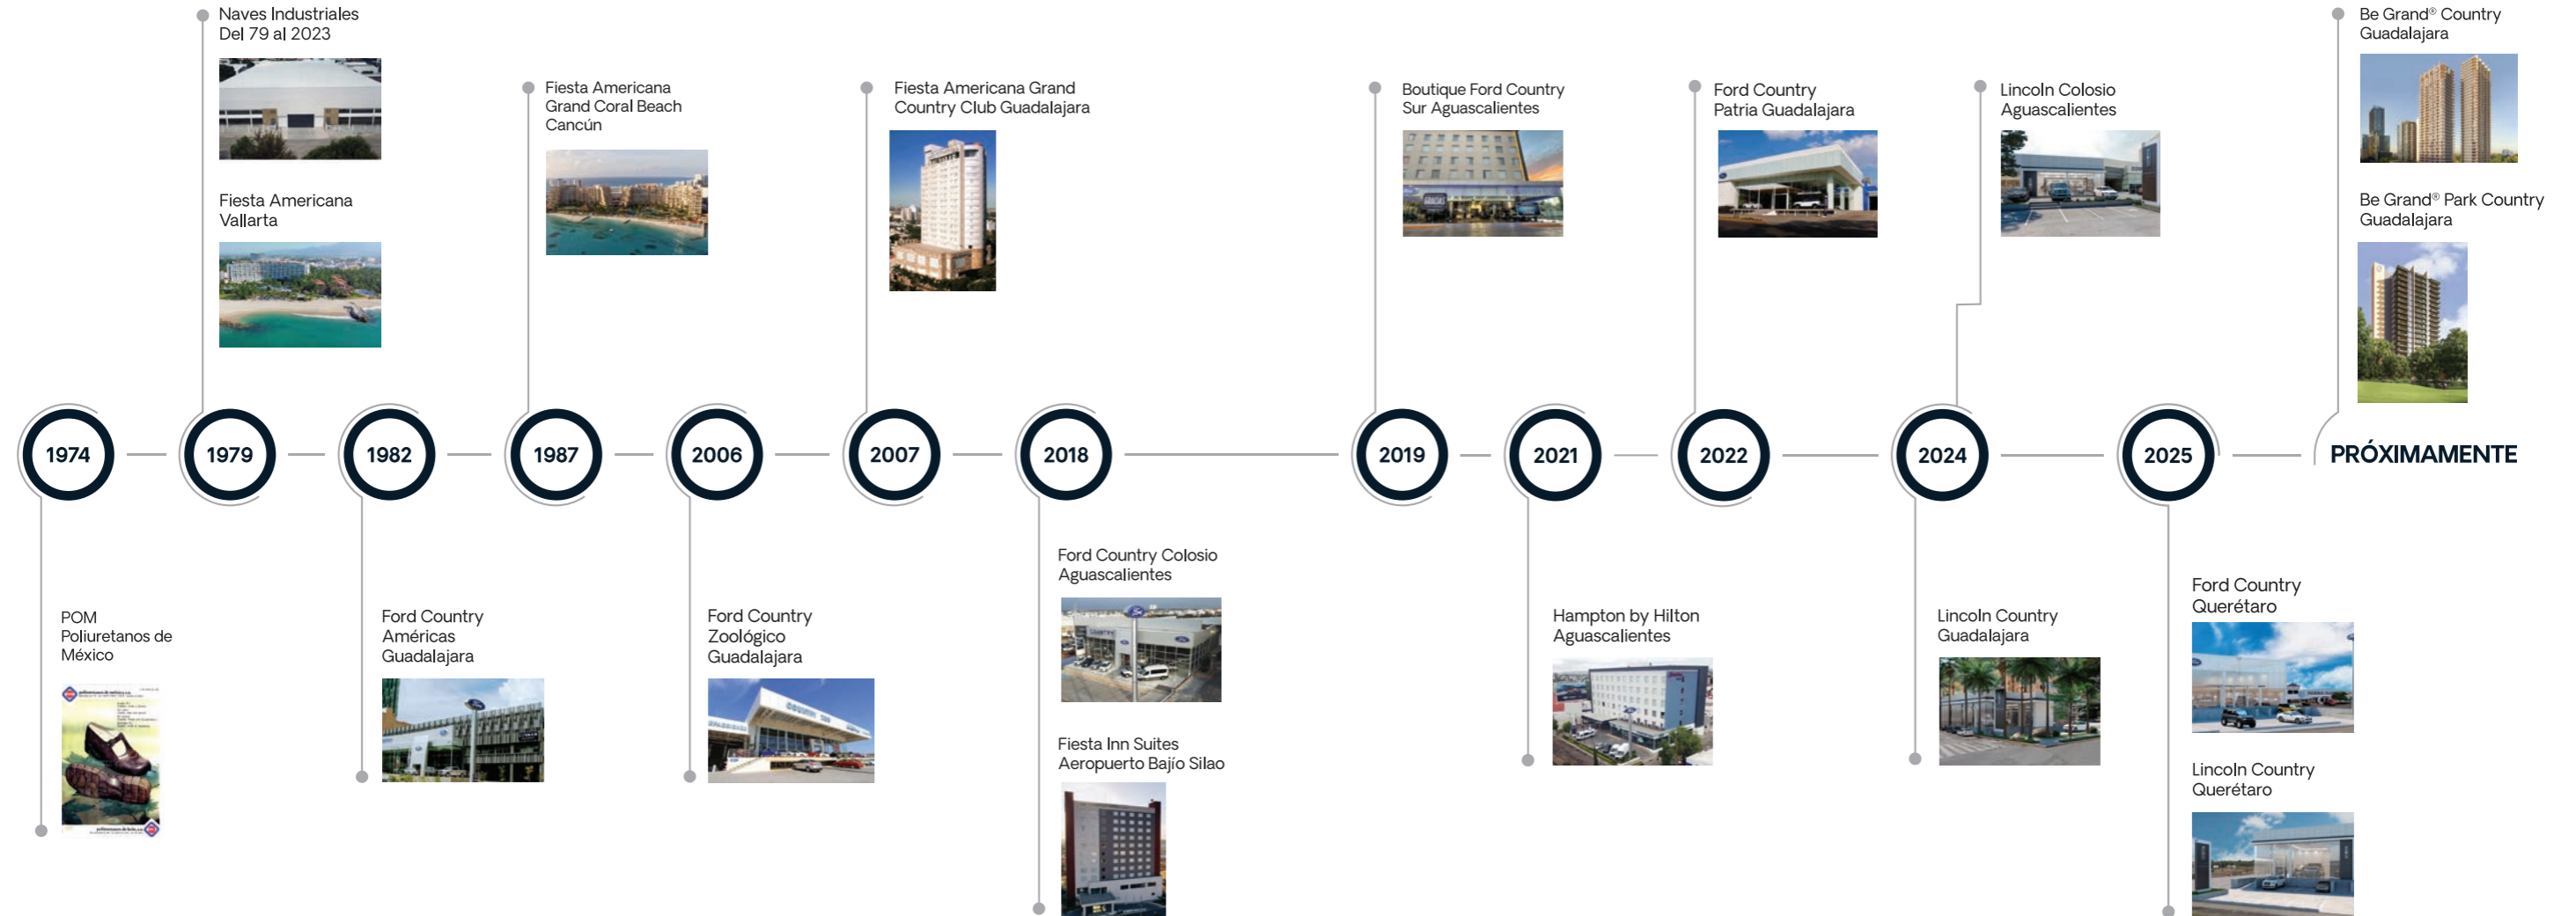 Naves Industriales
Del 79 al 2023
Fiesta Americana
Vallarta
Fiesta Americana
Grand Coral Beach
Cancún
Fiesta Americana Grand
Country Club Guadalajara
Boutique Ford Country
Sur Aguascalientes
GRACIAS
Ford Country
Patria Guadalajara
Lincoln Colosio
Aguascalientes
Be Grand® Country
Guadalajara
Be Grand® Park Country
Guadalajara
1974
1979
1982
1987
2006
2007
2018
2019
2021
2022
2024
2025
PRÓXIMAMENTE
POM
Poliuretanos de
México
Ford Country
Américas
Guadalajara
Ford Country
Zoológico
Guadalajara
Ford Country Colosio
Aguascalientes
Fiesta Inn Suites
Aeropuerto Bajío Silao
Hampton by Hilton
Aguascalientes
Lincoln Country
Guadalajara
Ford Country
Querétaro
Lincoln Country
Querétaro